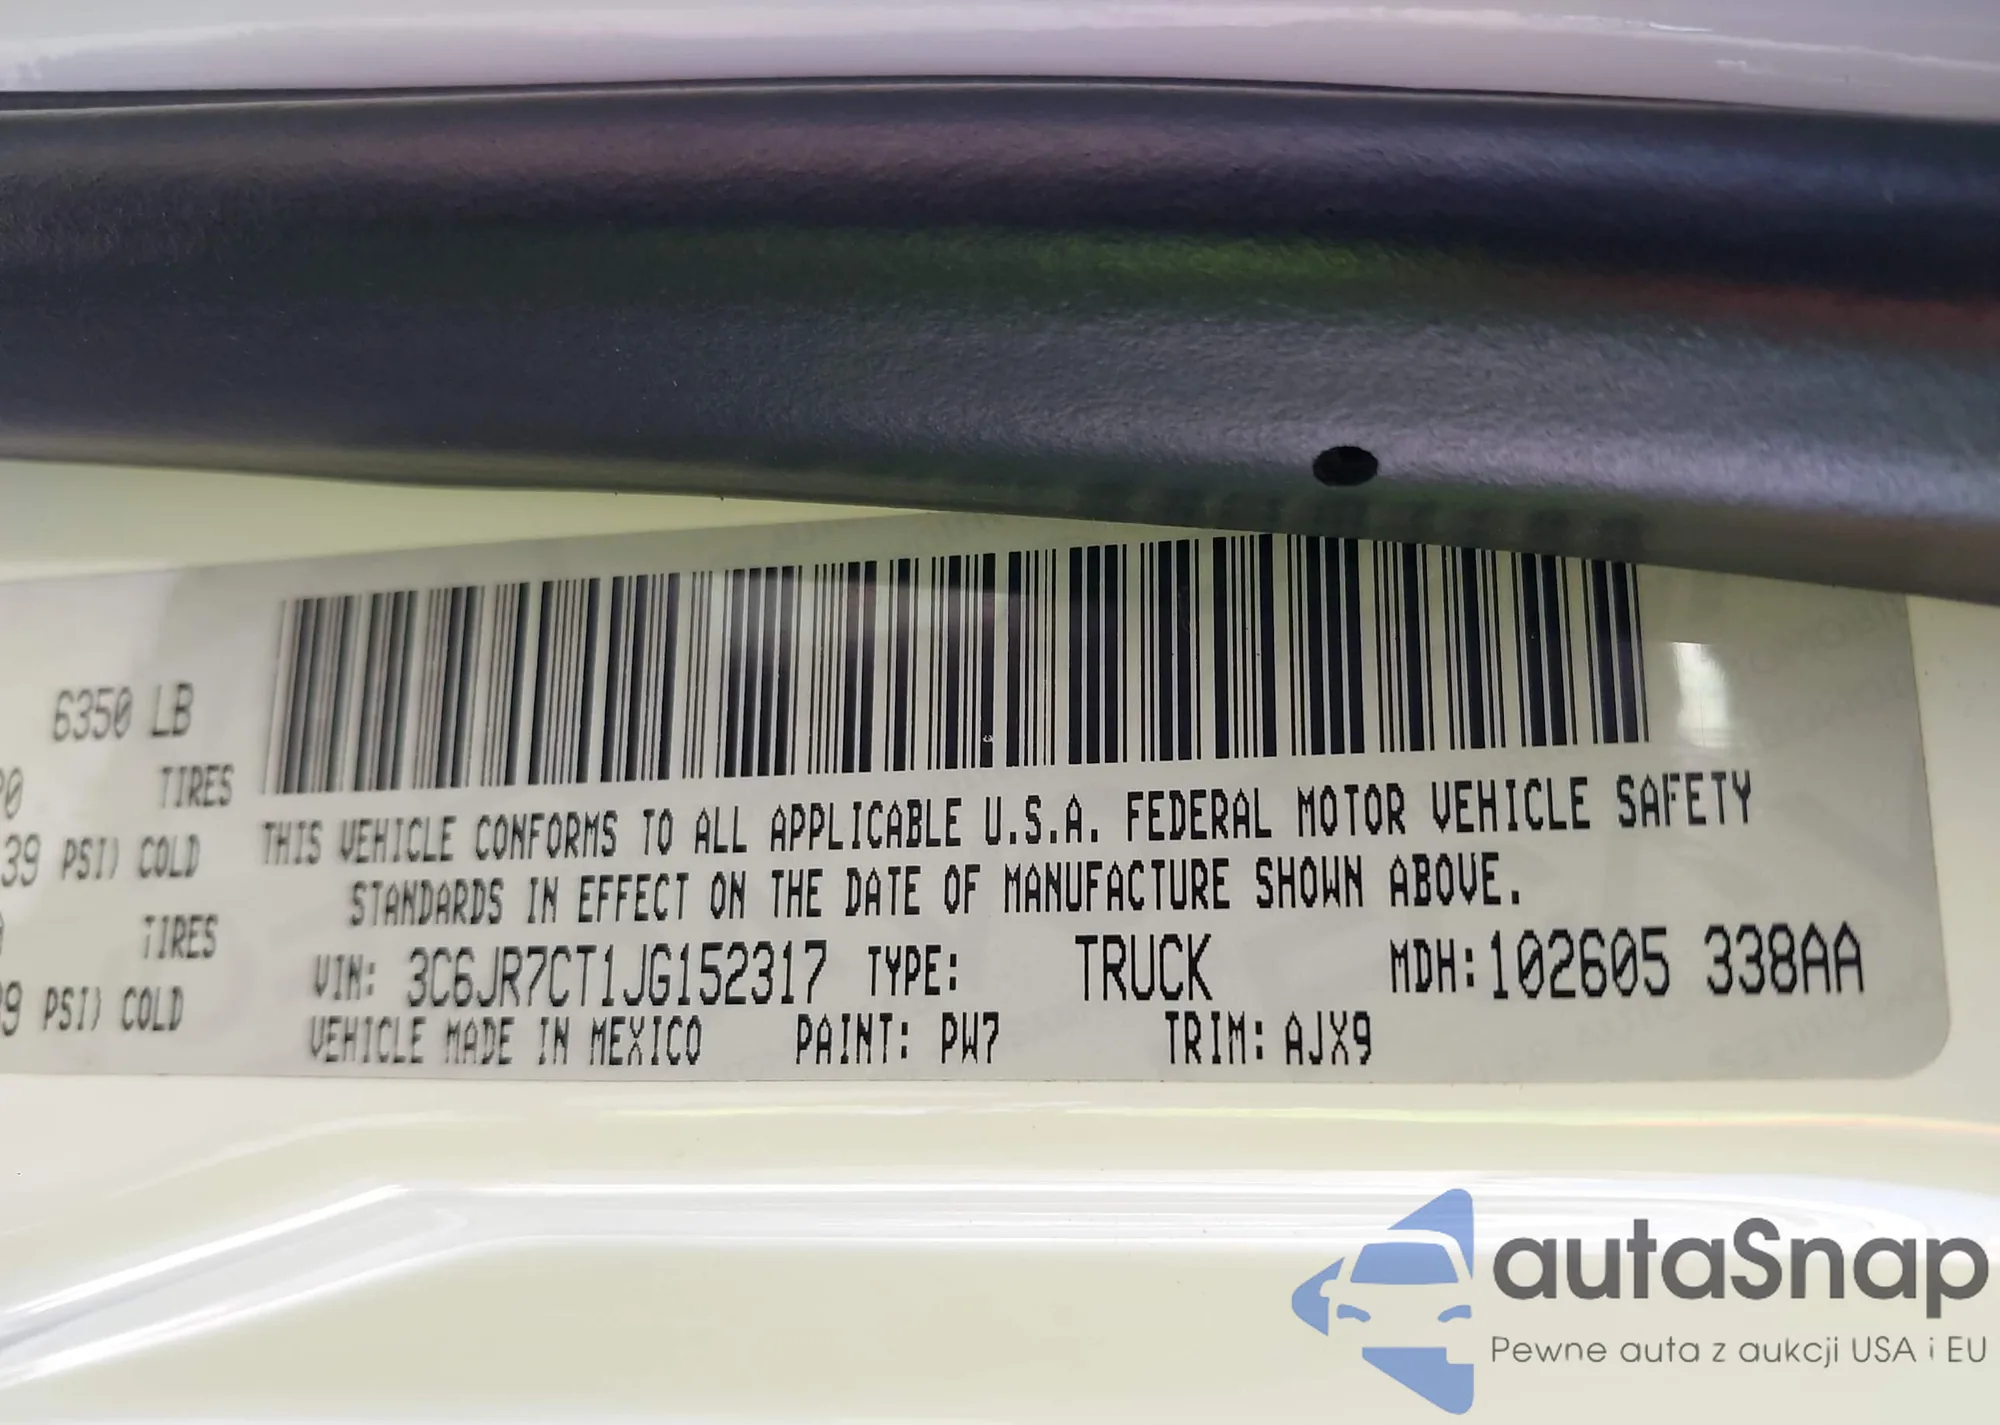 6350 LB
TIRES
39 PSI) COLD
TIRES
PSI) COLD
THIS VEHICLE CONFORMS TO ALL APPLICABLE U.S.A. FEDERAL MOTOR VEHICLE SAFETY
STANDARDS IN EFFECT ON THE DATE OF MANUFACTURE SHOWN ABOVE.
VIN: 3C6JR7CT1JG152317 TYPE: TRUCK MDH:102605 338AA
VEHICLE MADE IN MEXICO PAINT: PW7 TRIM: AJX9
autaSnap
Pewne auta z aukcji USA i EU